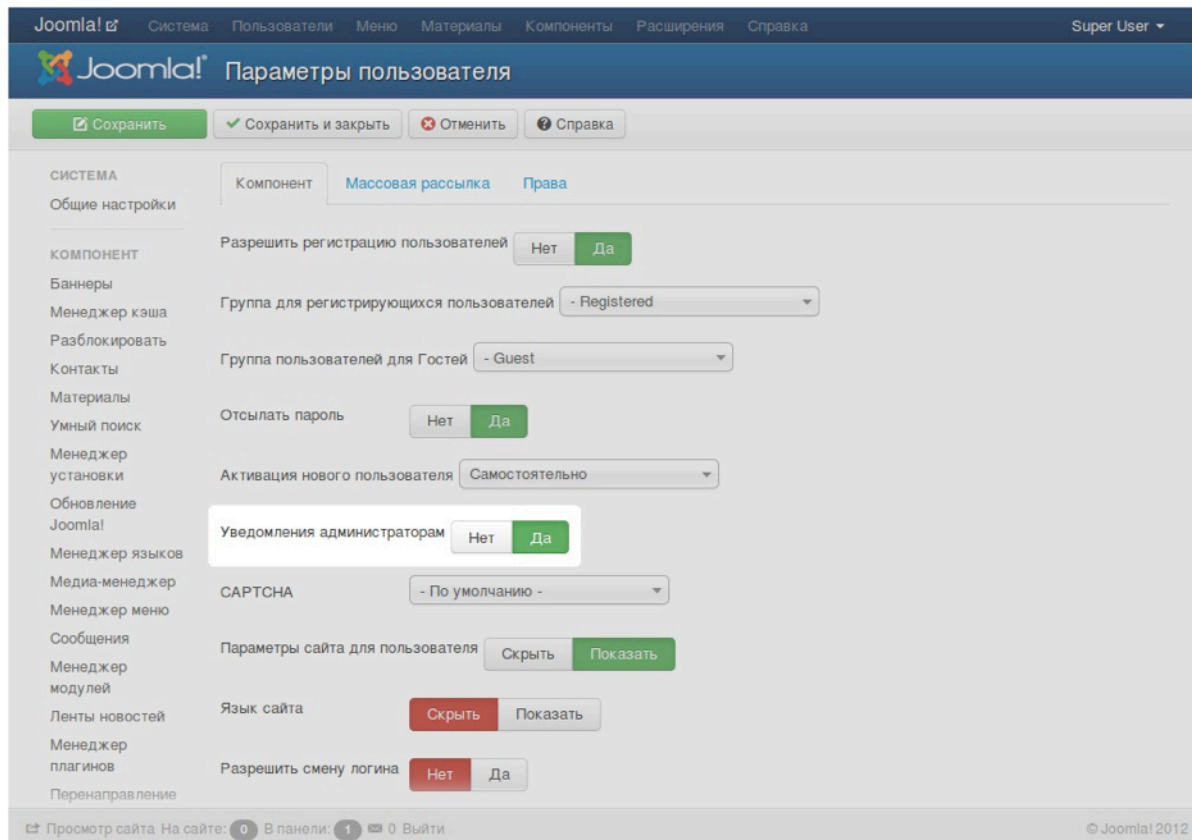 Joomla! Система Пользователи Меню Материалы Компоненты Расширения Справка Super User
Joomla! Параметры пользователя
Сохранить Сохранить и закрыть Отменить Справка
СИСТЕМА
Общие настройки
КОМПОНЕНТ
Баннеры
Менеджер кэша
Разблокировать
Контакты
Материалы
Умный поиск
Менеджер
установки
Обновление
Joomla!
Менеджер языков
Медиа-менеджер
Менеджер меню
Сообщения
Менеджер
модулей
Ленты новостей
Менеджер
плагинов
Перенаправление
Компонент Массовая рассылка Права
Разрешить регистрацию пользователей Нет Да
Группа для регистрирующихся пользователей - Registered
Группа пользователей для Гостей - Guest
Отсылать пароль Нет Да
Активация нового пользователя Самостоятельно
Уведомления администраторам Нет Да
CAPTCHA - По умолчанию -
Параметры сайта для пользователя Скрыть Показать
Язык сайта Скрыть Показать
Разрешить смену логина Нет Да
Просмотр сайта На сайте: 0 В панели: 1 0 Выйти © Joomla! 2012